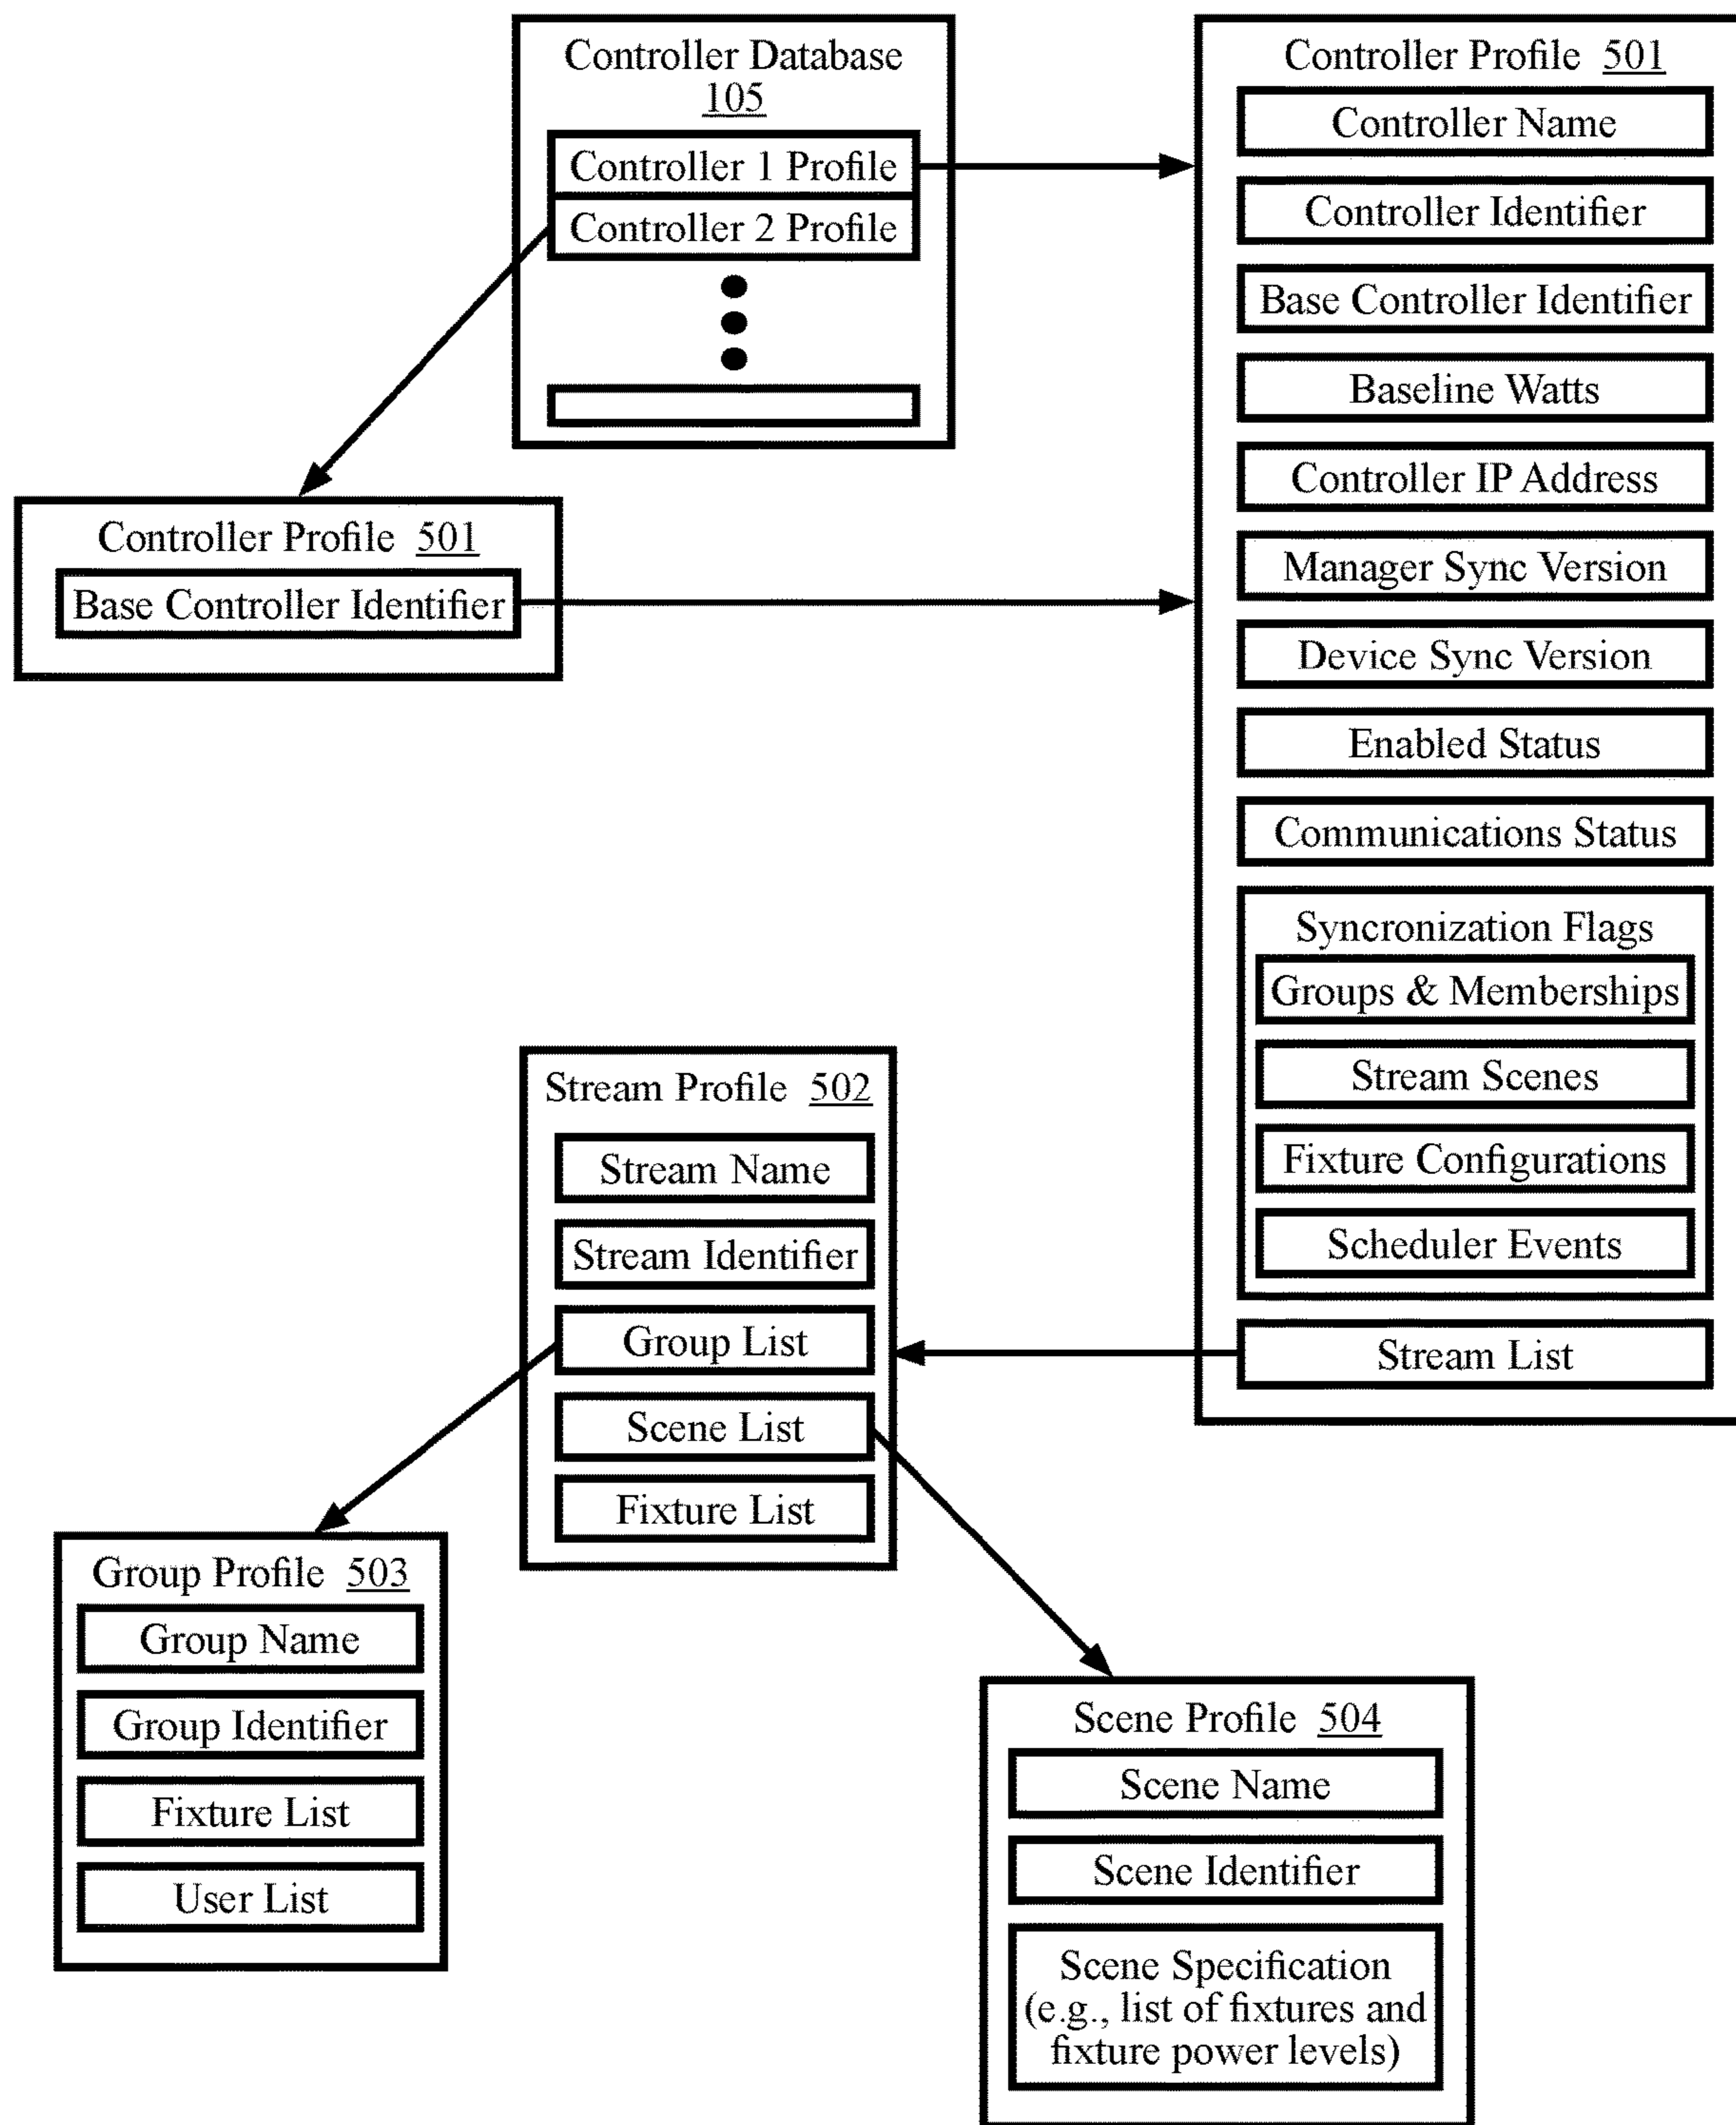 Controller Database
105
Controller 1 Profile
Controller 2 Profile
Controller Profile 501
Controller Name
Controller Identifier
Base Controller Identifier
Baseline Watts
Controller IP Address
Manager Sync Version
Device Sync Version
Enabled Status
Communications Status
Syncronization Flags
Groups & Memberships
Stream Scenes
Fixture Configurations
Scheduler Events
Stream List
Controller Profile 501
Base Controller Identifier
Stream Profile 502
Stream Name
Stream Identifier
Group List
Scene List
Fixture List
Group Profile 503
Group Name
Group Identifier
Fixture List
User List
Scene Profile 504
Scene Name
Scene Identifier
Scene Specification
(e.g., list of fixtures and
fixture power levels)